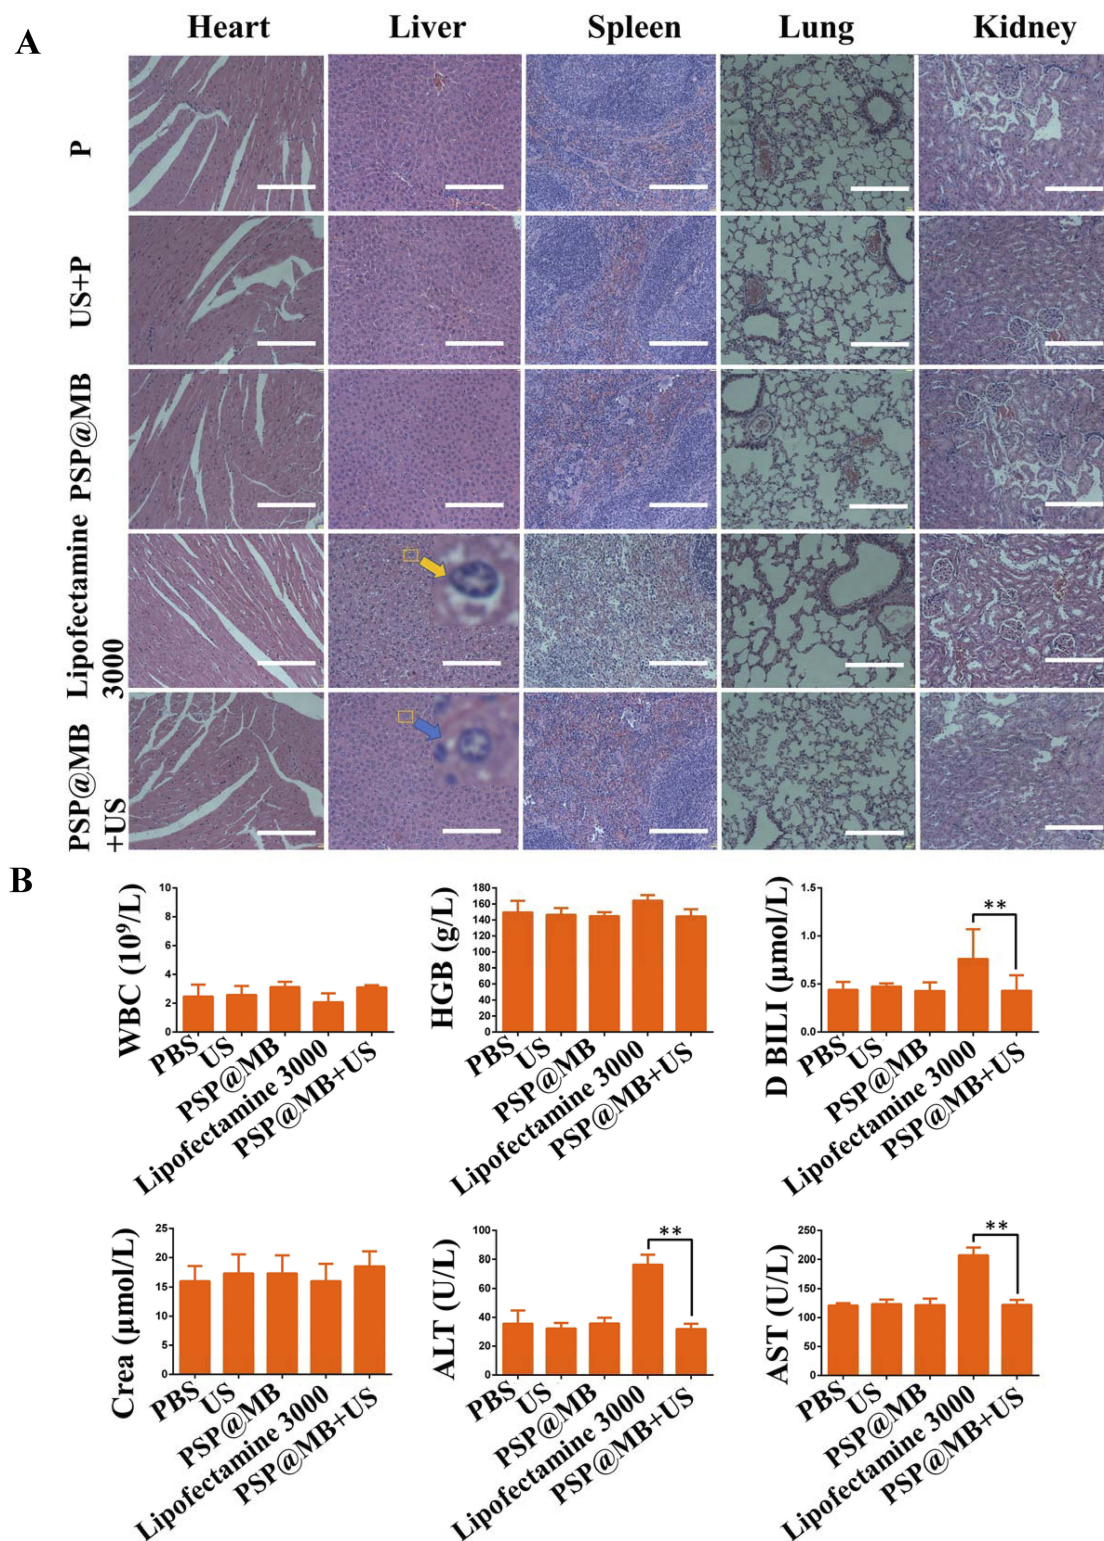 A
Heart Liver Spleen Lung Kidney
P
US+P
PSP@MB
Lipofectamine
3000
PSP@MB
+US
B
WBC (10⁹/L)
10
8
6
4
2
0
PBS
US
PSP@MB
Lipofectamine 3000
PSP@MB+US
HGB (g/L)
180
160
140
120
100
80
60
40
20
0
PBS
US
PSP@MB
Lipofectamine 3000
PSP@MB+US
D BILI (μmol/L)
1.5
1.0
0.5
0.0
**
PBS
US
PSP@MB
Lipofectamine 3000
PSP@MB+US
Crea (μmol/L)
25
20
15
10
5
0
PBS
US
PSP@MB
Lipofectamine 3000
PSP@MB+US
ALT (U/L)
100
80
60
40
20
0
**
PBS
US
PSP@MB
Lipofectamine 3000
PSP@MB+US
AST (U/L)
250
200
150
100
50
0
**
PBS
US
PSP@MB
Lipofectamine 3000
PSP@MB+US